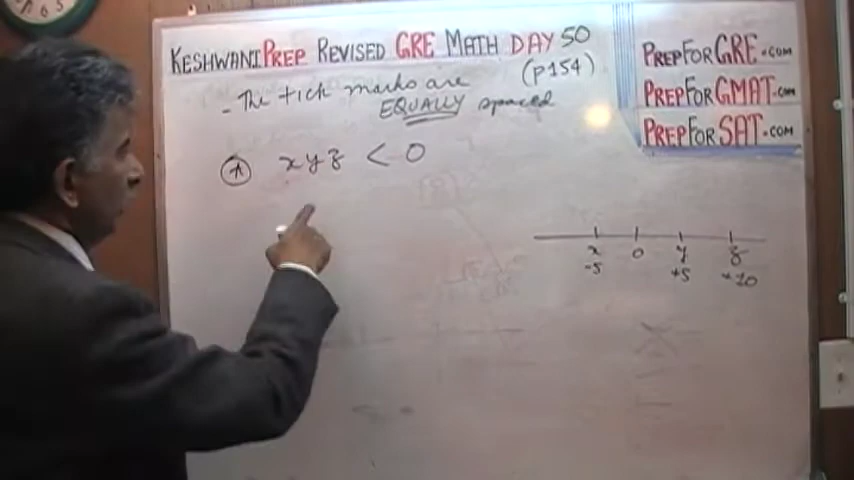 KESHWANIPREP REVISED GRE MATH DAY 50
(p154)
- The tick marks are
EQUALLY spaced
PREPFORGRE.COM
PREPFORGMAT.COM
PREPFORSAT.COM
A xyz < 0
x 0 y z
-5 +5 +10